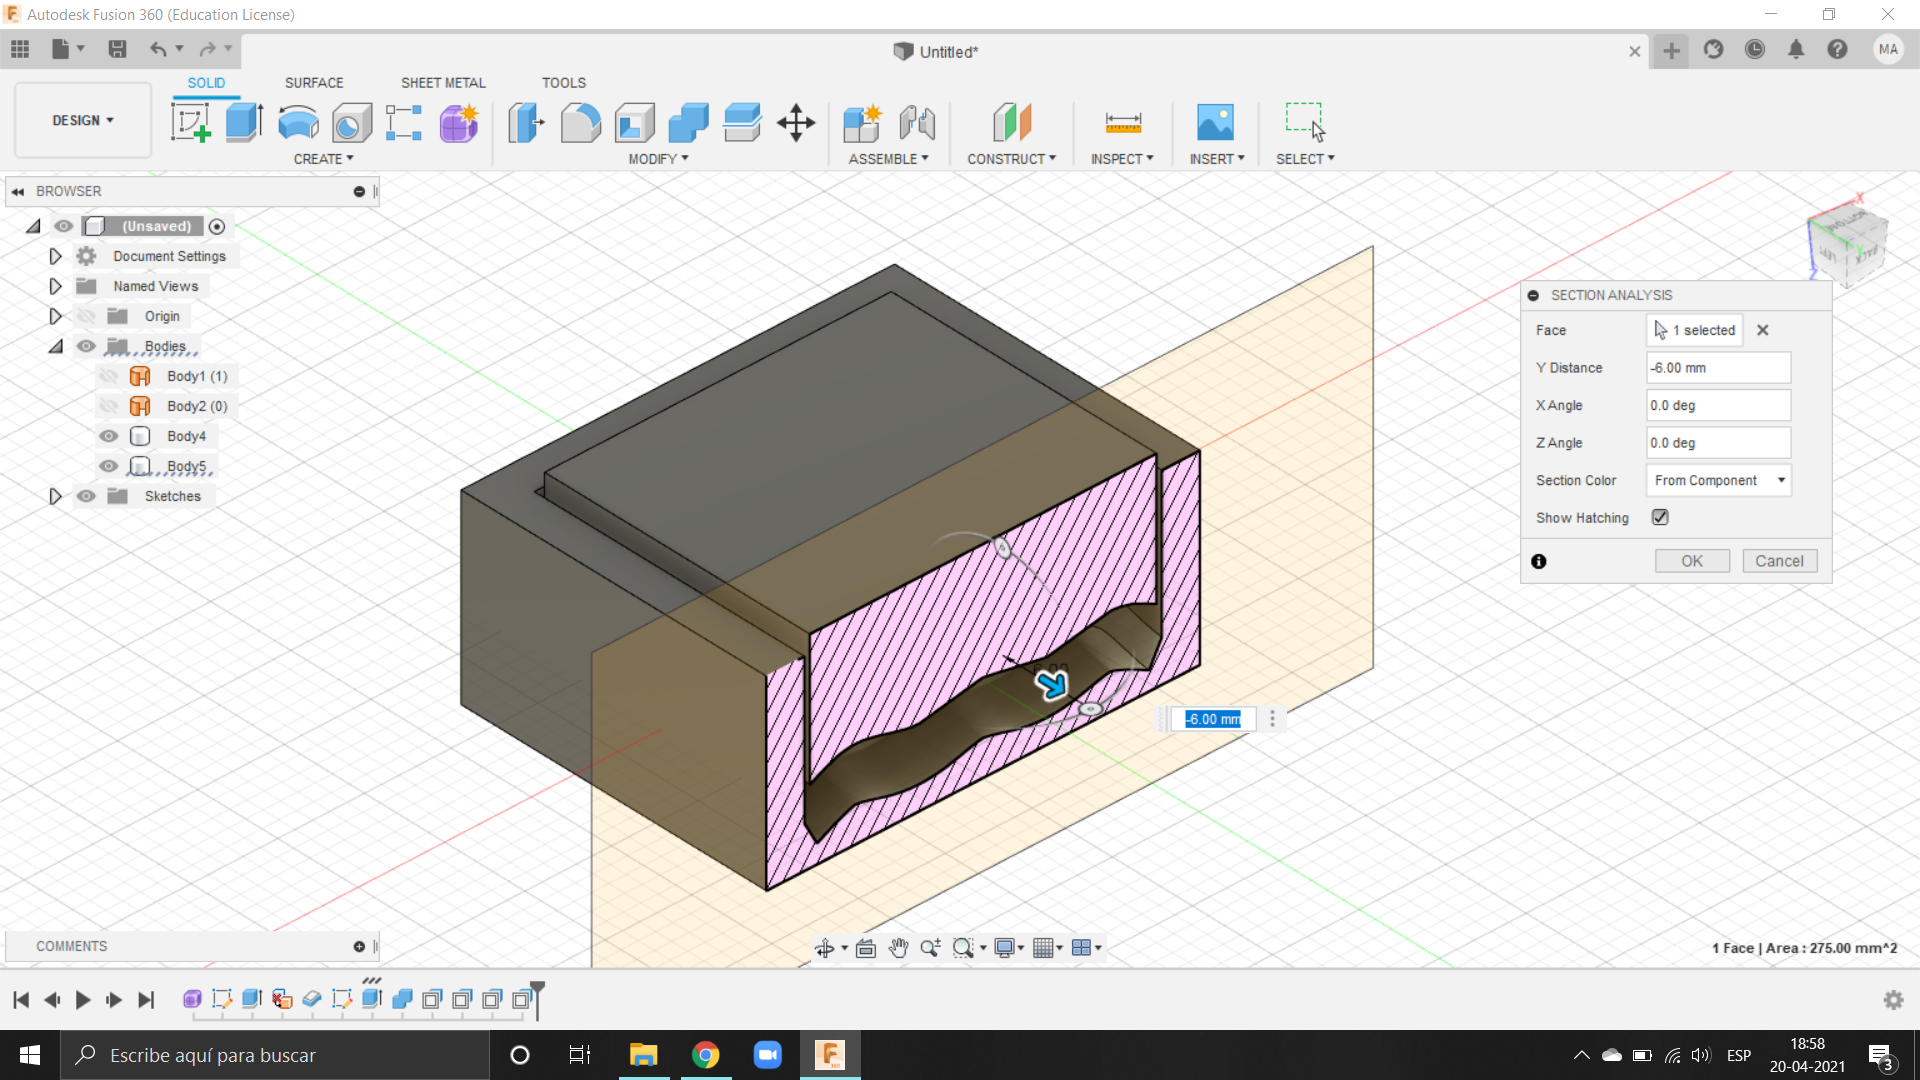 Autodesk Fusion 360 (Education License)
Untitled*
MA
SOLID SURFACE SHEET METAL TOOLS
DESIGN
CREATE MODIFY ASSEMBLE CONSTRUCT INSPECT INSERT SELECT
BROWSER
(Unsaved)
Document Settings
Named Views
Origin
Bodies
Body1 (1)
Body2 (0)
Body4
Body5
Sketches
X
BOTTOM
Y
LEFT
BACK
Z
SECTION ANALYSIS
Face 1 selected
Y Distance -6.00 mm
X Angle 0.0 deg
Z Angle 0.0 deg
Section Color From Component
Show Hatching
OK Cancel
-6.00 mm
COMMENTS
1 Face | Area : 275.00 mm^2
Escribe aquí para buscar
ESP
18:58
20-04-2021
3